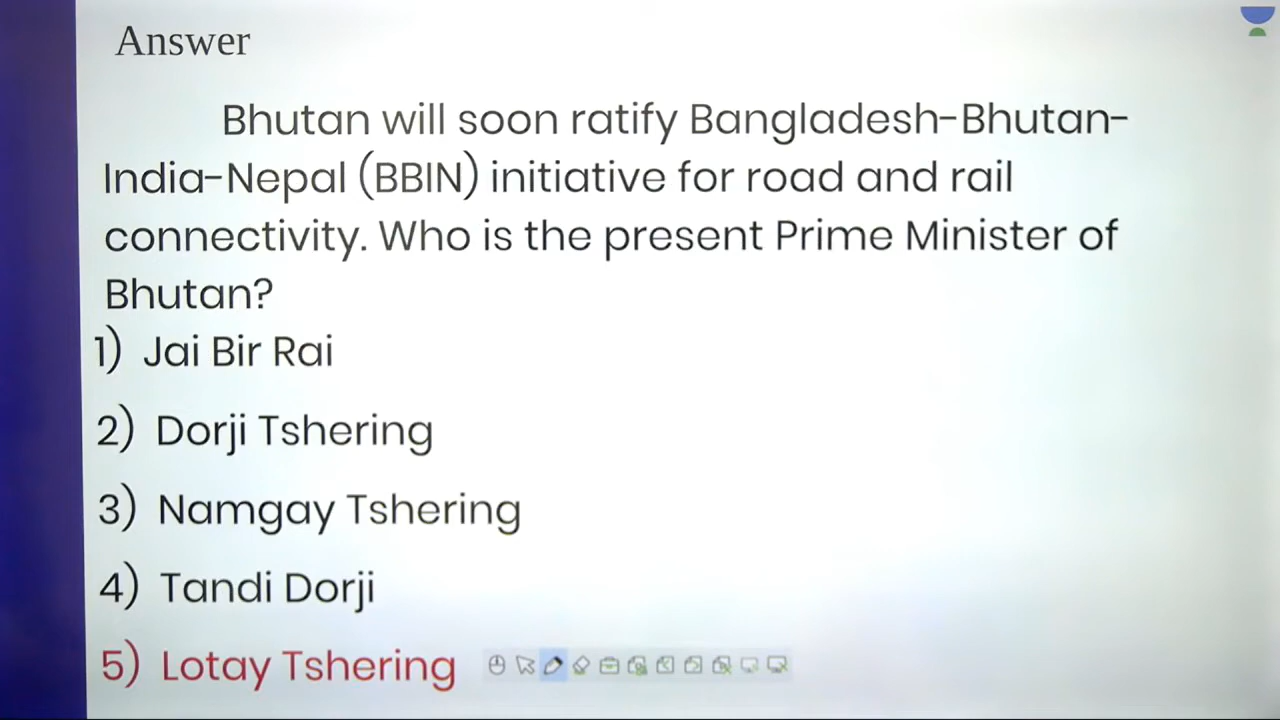 Answer
Bhutan will soon ratify Bangladesh-Bhutan-
India-Nepal (BBIN) initiative for road and rail
connectivity. Who is the present Prime Minister of
Bhutan?
1) Jai Bir Rai
2) Dorji Tshering
3) Namgay Tshering
4) Tandi Dorji
5) Lotay Tshering